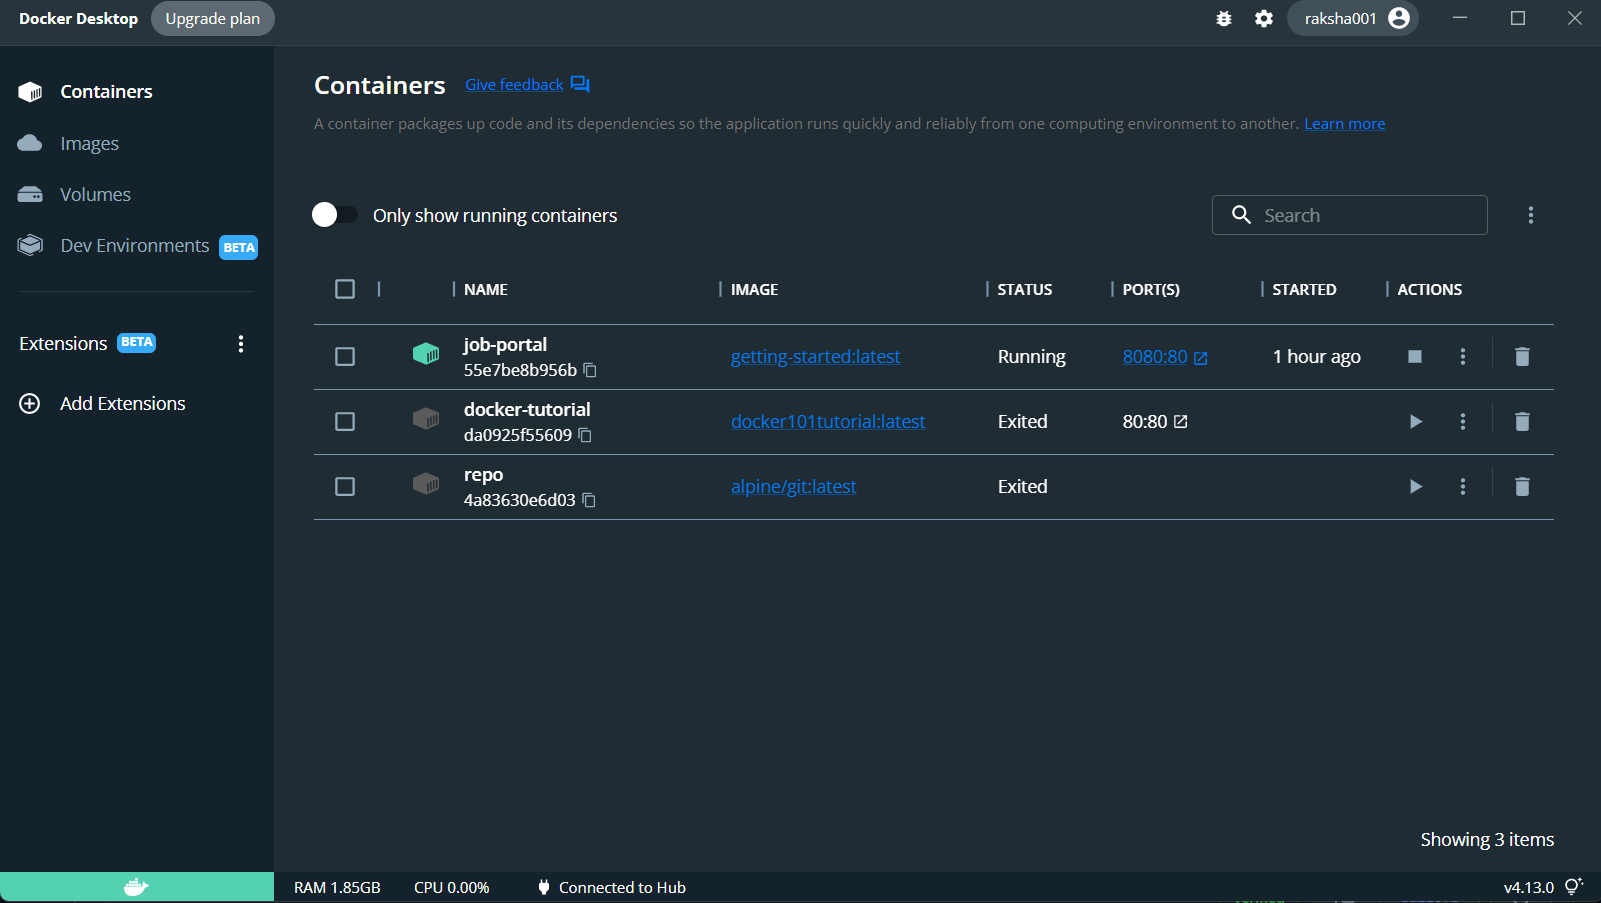 Docker Desktop Upgrade plan raksha001
Containers
Images
Volumes
Dev Environments BETA
Extensions BETA
Add Extensions
Containers Give feedback
A container packages up code and its dependencies so the application runs quickly and reliably from one computing environment to another. Learn more
Only show running containers Search
NAME IMAGE STATUS PORT(S) STARTED ACTIONS
job-portal
55e7be8b956b getting-started:latest Running 8080:80 1 hour ago
docker-tutorial
da0925f55609 docker101tutorial:latest Exited 80:80
repo
4a83630e6d03 alpine/git:latest Exited
Showing 3 items
RAM 1.85GB CPU 0.00% Connected to Hub v4.13.0